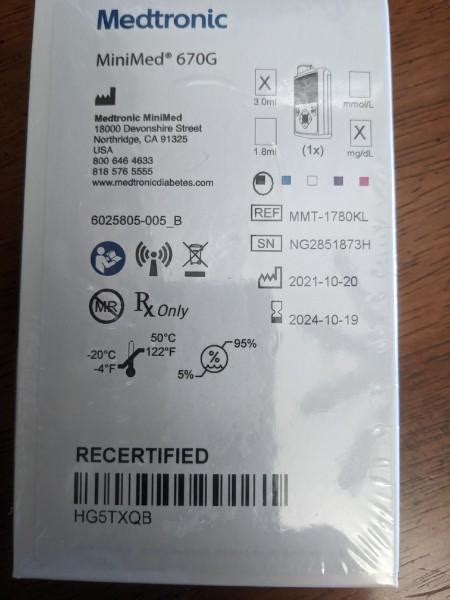 Medtronic
MiniMed® 670G
X
3.0ml
mmol/L
1.8ml
(1x)
X
mg/dL
Medtronic MiniMed
18000 Devonshire Street
Northridge, CA 91325
USA
800 646 4633
818 576 5555
www.medtronicdiabetes.com
6025805-005_B
REF MMT-1780KL
SN NG2851873H
2021-10-20
2024-10-19
MR
Rx Only
50°C
122°F
-20°C
-4°F
95%
%
5%
RECERTIFIED
HG5TXQB